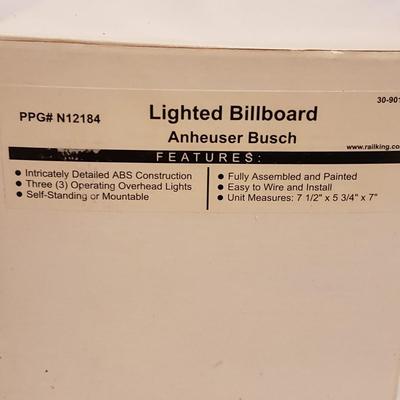 30-901
PPG# N12184
Lighted Billboard
Anheuser Busch
www.railking.co
FEATURES:
● Intricately Detailed ABS Construction
● Three (3) Operating Overhead Lights
● Self-Standing or Mountable
● Fully Assembled and Painted
● Easy to Wire and Install
● Unit Measures: 7 1/2" x 5 3/4" x 7"